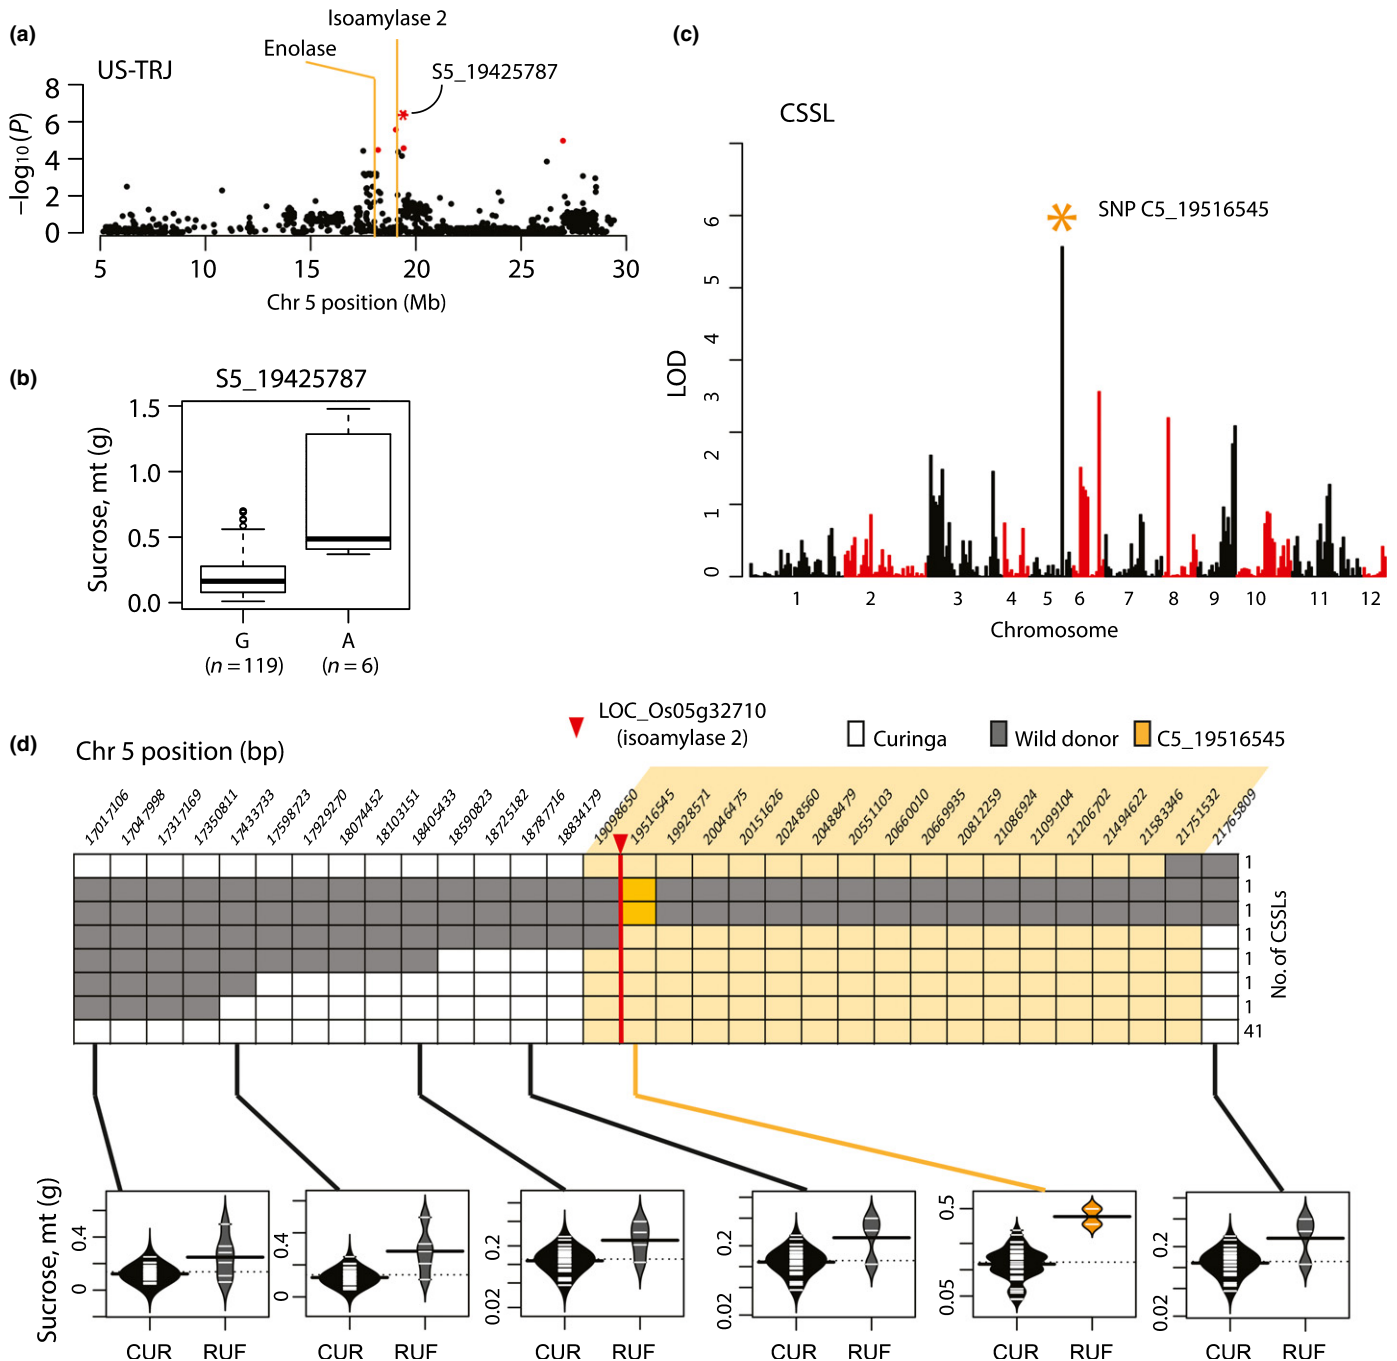 (a)
Isoamylase 2
Enolase
US-TRJ
S5_19425787
−log10(P)
8
6
4
2
0
5 10 15 20 25 30
Chr 5 position (Mb)
(b)
S5_19425787
Sucrose, mt (g)
1.5
1.0
0.5
0.0
G A
(n = 119) (n = 6)
(c)
CSSL
SNP C5_19516545
LOD
6
5
4
3
2
1
0
1 2 3 4 5 6 7 8 9 10 11 12
Chromosome
(d)
Chr 5 position (bp)
LOC_Os05g32710
(isoamylase 2)
Curinga
Wild donor
C5_19516545
17017106
17047998
17317169
17350811
17433733
17598723
17929270
18074452
18103151
18405433
18590823
18725182
18787716
18834179
19098650
19516545
19928571
20046475
20151626
20248560
20488479
20551103
20660010
20669935
20812259
21086924
21099104
21206702
21494622
21583346
21751532
21765809
1
1
1
1
1
1
1
41
No. of CSSLs
Sucrose, mt (g)
0.4
0
CUR RUF
0.4
0
CUR RUF
0.2
0.02
CUR RUF
0.2
0.02
CUR RUF
0.5
0.05
CUR RUF
0.2
0.02
CUR RUF